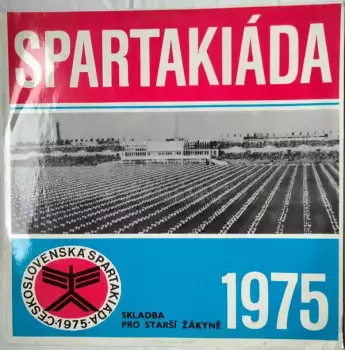 SPARTAKIÁDA
ČESKOSLOVENSKÁ SPARTAKIÁDA
·1975·
SKLADBA
PRO STARŠÍ ŽÁKYNĚ
1975